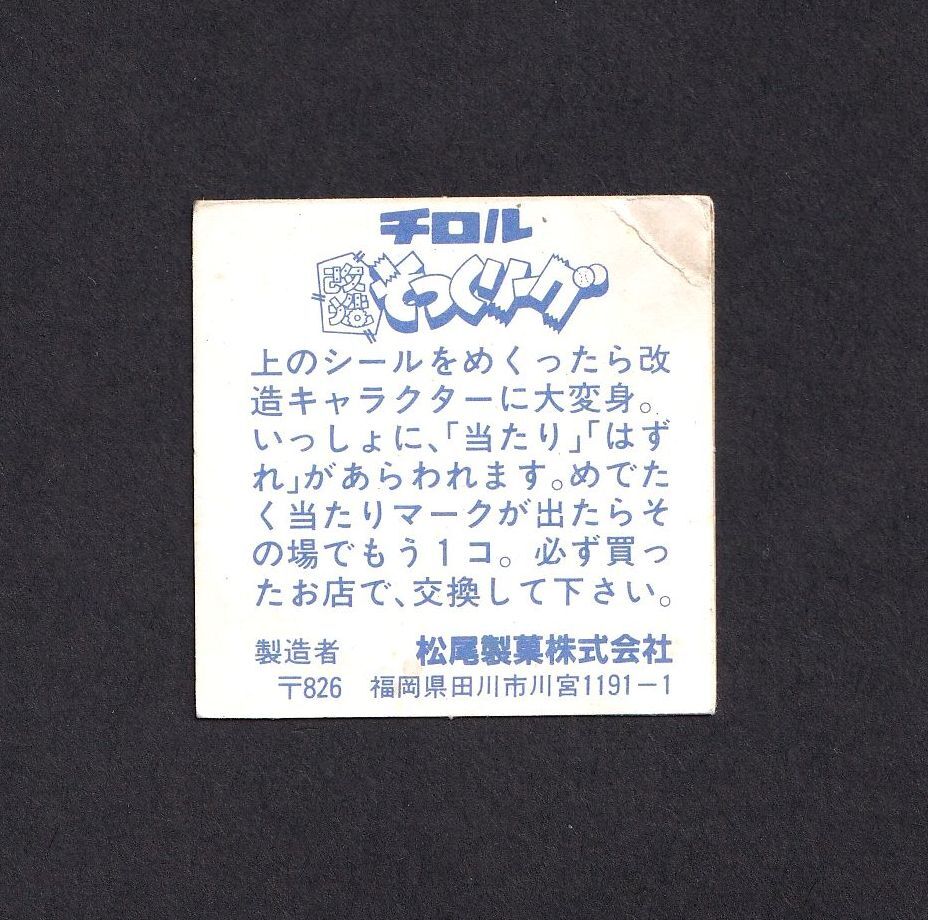 チロル
改造そっくリーグ
上のシールをめくったら改
造キャラクターに大変身。
いっしょに、「当たり」「はず
れ」があらわれます。めでた
く当たりマークが出たらそ
の場でもう1コ。必ず買っ
たお店で、交換して下さい。
製造者 松尾製菓株式会社
〒826 福岡県田川市川宮1191－1